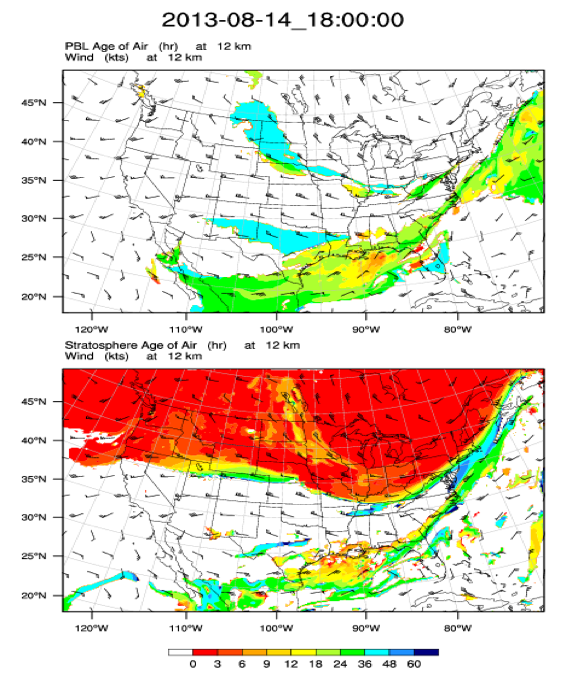 2013-08-14_18:00:00
PBL Age of Air (hr) at 12 km
Wind (kts) at 12 km
45°N
40°N
35°N
30°N
25°N
20°N
120°W 110°W 100°W 90°W 80°W
Stratosphere Age of Air (hr) at 12 km
Wind (kts) at 12 km
45°N
40°N
35°N
30°N
25°N
20°N
120°W 110°W 100°W 90°W 80°W
0 3 6 9 12 18 24 36 48 60